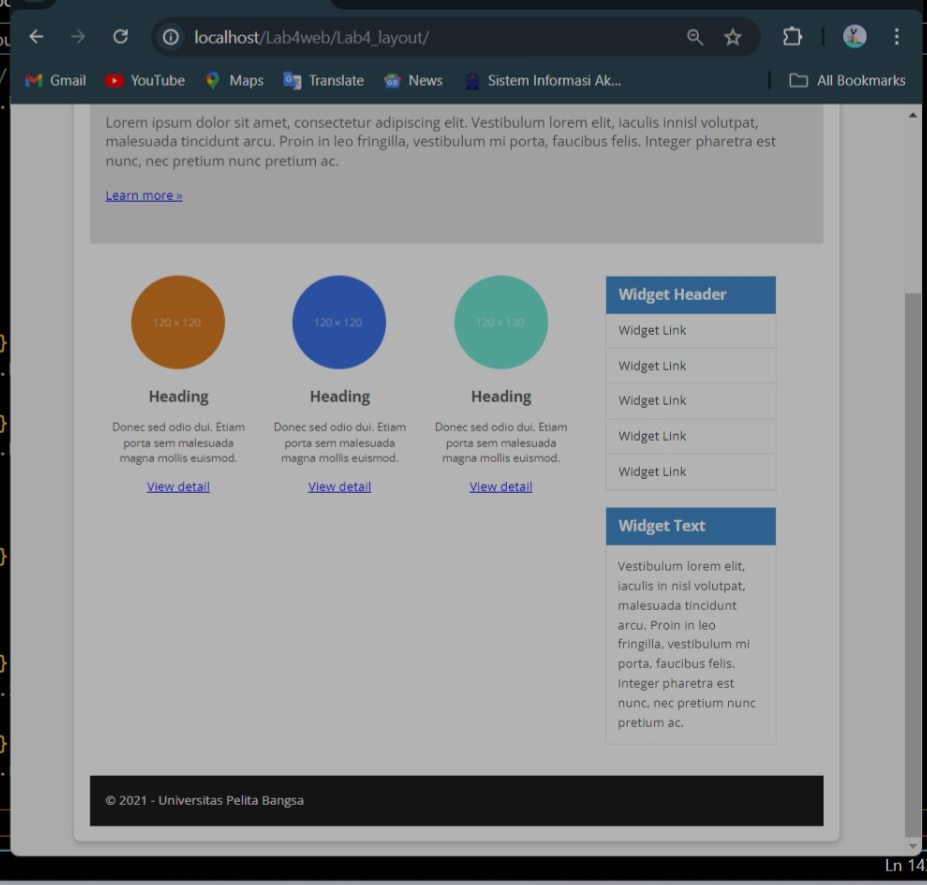 localhost/Lab4web/Lab4_layout/
Gmail YouTube Maps Translate News Sistem Informasi Ak... All Bookmarks
Lorem ipsum dolor sit amet, consectetur adipiscing elit. Vestibulum lorem elit, iaculis innisl volutpat,
malesuada tincidunt arcu. Proin in leo fringilla, vestibulum mi porta, faucibus felis. Integer pharetra est
nunc, nec pretium nunc pretium ac.
Learn more »
120 × 120
Heading
Donec sed odio dui. Etiam
porta sem malesuada
magna mollis euismod.
View detail
120 × 120
Heading
Donec sed odio dui. Etiam
porta sem malesuada
magna mollis euismod.
View detail
120 × 120
Heading
Donec sed odio dui. Etiam
porta sem malesuada
magna mollis euismod.
View detail
Widget Header
Widget Link
Widget Link
Widget Link
Widget Link
Widget Link
Widget Text
Vestibulum lorem elit,
iaculis in nisl volutpat,
malesuada tincidunt
arcu. Proin in leo
fringilla, vestibulum mi
porta, faucibus felis.
Integer pharetra est
nunc, nec pretium nunc
pretium ac.
© 2021 - Universitas Pelita Bangsa